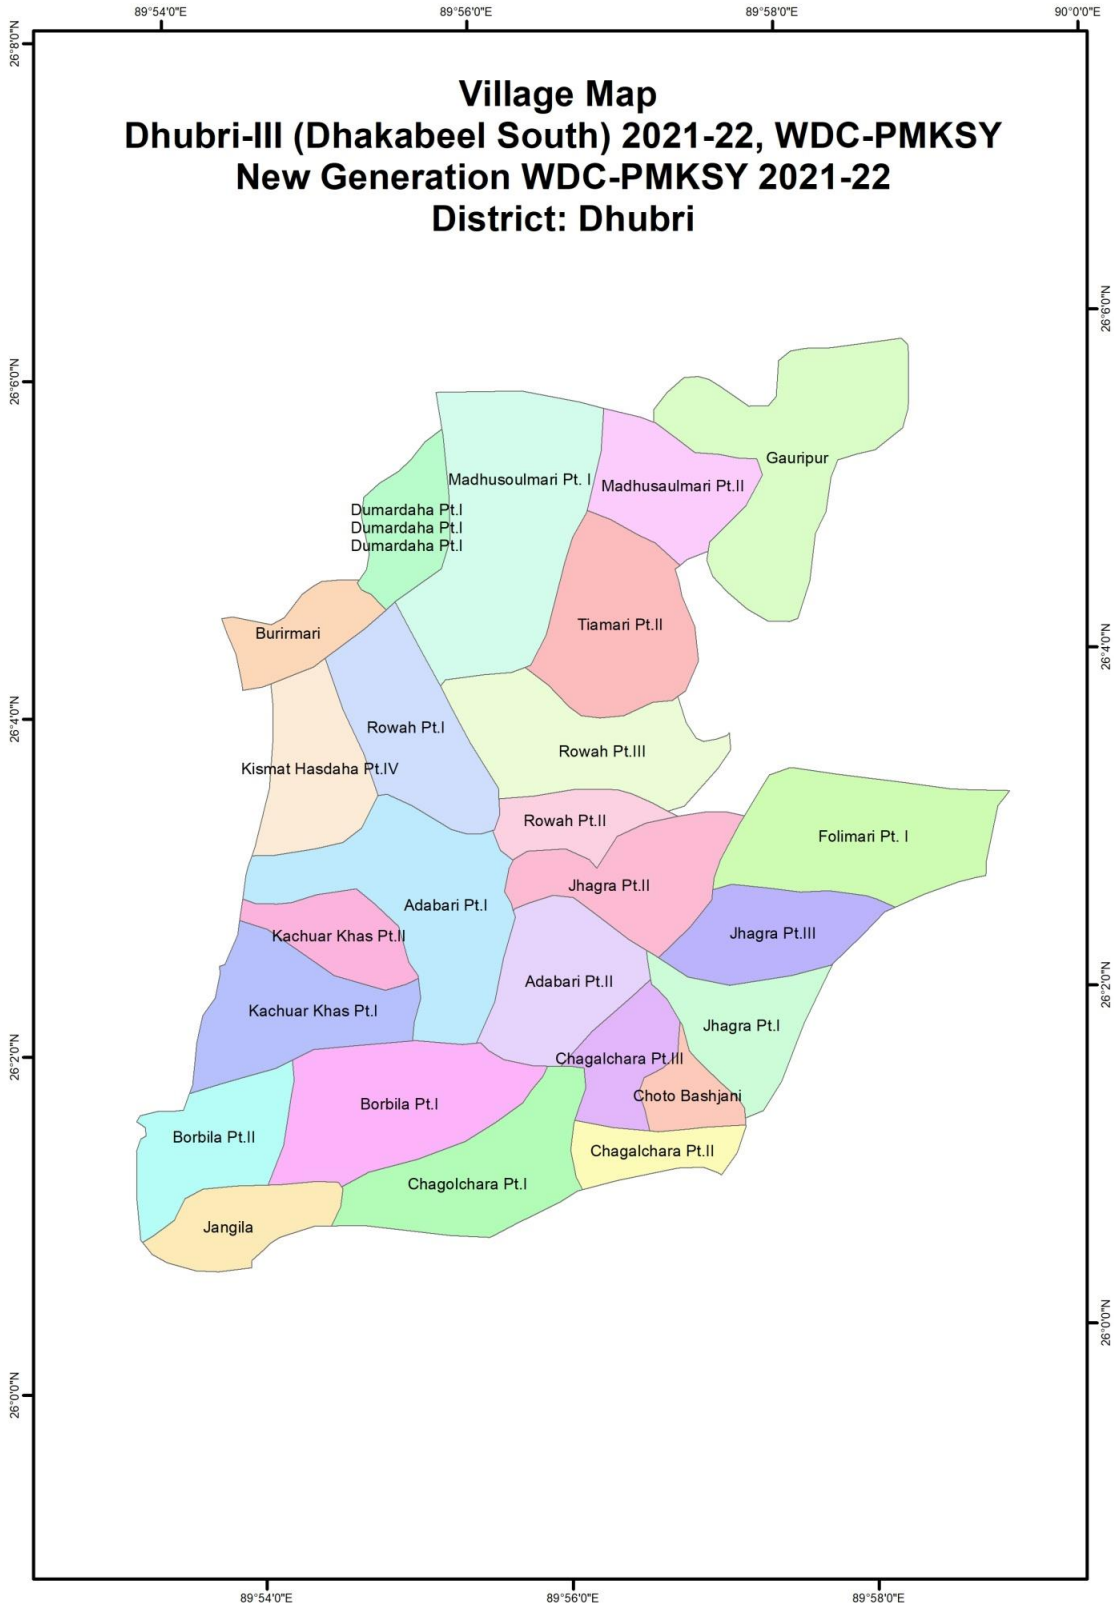 89°54'0"E
89°56'0"E
89°58'0"E
90°0'0"E
26°8'0"N
Village Map
Dhubri-III (Dhakabeel South) 2021-22, WDC-PMKSY
New Generation WDC-PMKSY 2021-22
District: Dhubri
26°6'0"N
26°6'0"N
Gauripur
Madhusoulmari Pt. I
Madhusaulmari Pt.II
Dumardaha Pt.I
Dumardaha Pt.I
Dumardaha Pt.I
Tiamari Pt.II
Burirmari
26°4'0"N
26°4'0"N
Rowah Pt.I
Rowah Pt.III
Kismat Hasdaha Pt.IV
Rowah Pt.II
Folimari Pt. I
Jhagra Pt.II
Adabari Pt.I
Kachuar Khas Pt.II
Jhagra Pt.III
Adabari Pt.II
26°2'0"N
Kachuar Khas Pt.I
Jhagra Pt.I
26°2'0"N
Chagalchara Pt.III
Choto Bashjani
Borbila Pt.I
Borbila Pt.II
Chagalchara Pt.II
Chagolchara Pt.I
Jangila
26°0'0"N
26°0'0"N
89°54'0"E
89°56'0"E
89°58'0"E